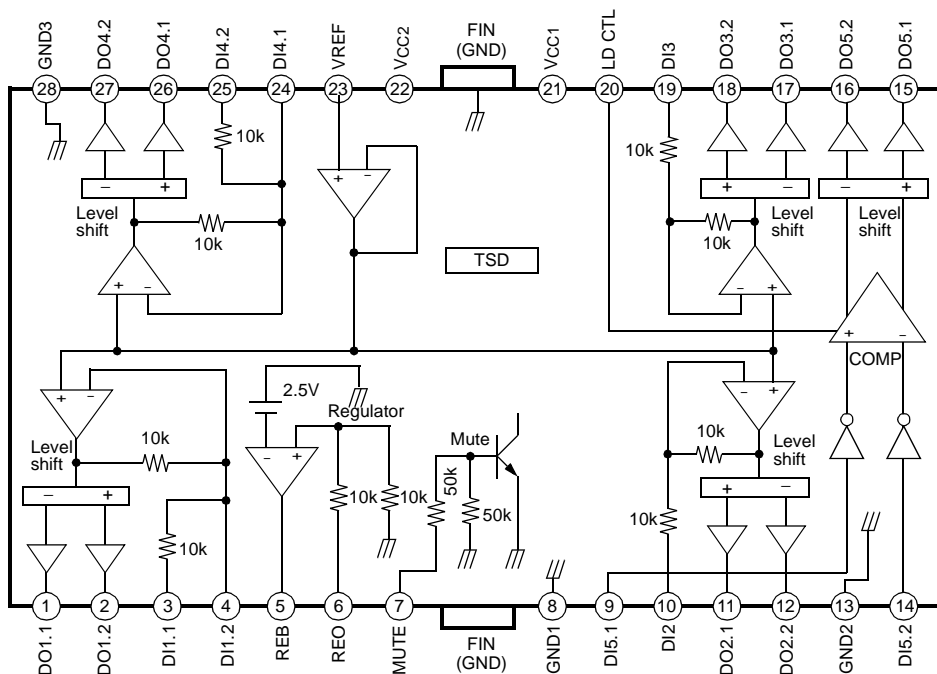 GND3
DO4.2
DO4.1
DI4.2
DI4.1
VREF
VCC2
FIN
(GND)
VCC1
LD CTL
DI3
DO3.2
DO3.1
DO5.2
DO5.1
28
27
26
25
24
23
22
21
20
19
18
17
16
15
10k
10k
+ -
- +
+ -
- +
Level
shift
10k
TSD
10k
Level
shift
Level
shift
+ -
- +
+ -
COMP
+ -
2.5V
Regulator
- +
Level
shift
10k
- +
Mute
10k
Level
shift
- +
10k
10k
10k
50k
50k
10k
+ -
1
2
3
4
5
6
7
8
9
10
11
12
13
14
DO1.1
DO1.2
DI1.1
DI1.2
REB
REO
MUTE
FIN
(GND)
GND1
DI5.1
DI2
DO2.1
DO2.2
GND2
DI5.2